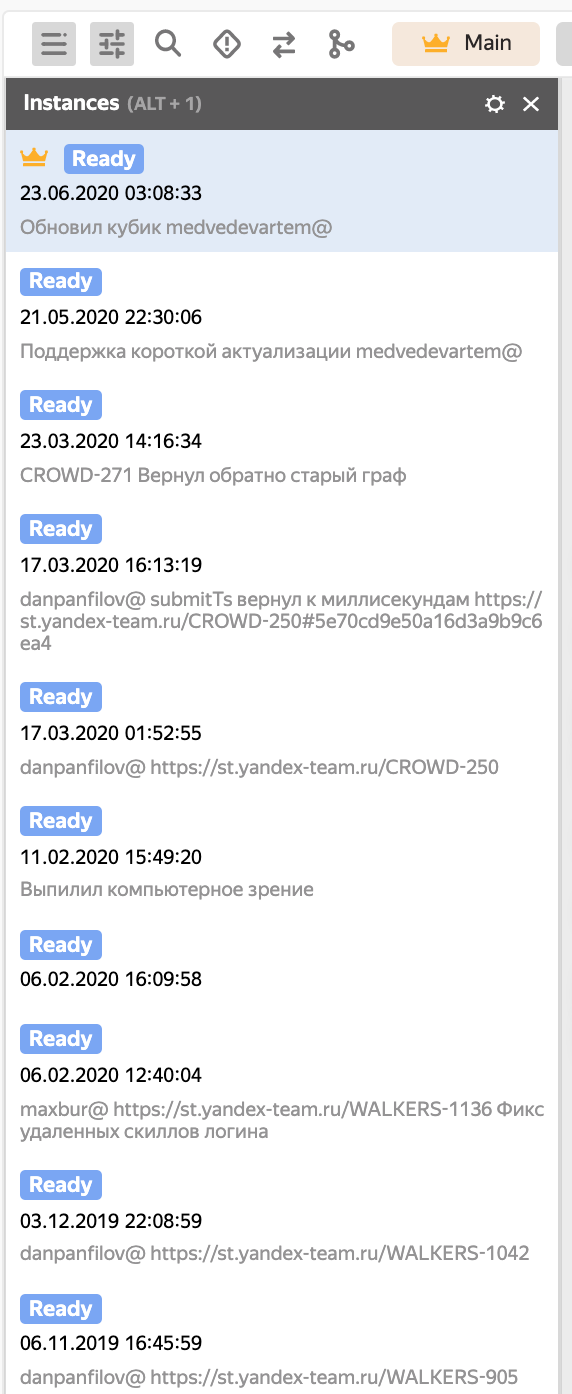 Main
Instances (ALT + 1)
Ready
23.06.2020 03:08:33
Обновил кубик medvedevartem@
Ready
21.05.2020 22:30:06
Поддержка короткой актуализации medvedevartem@
Ready
23.03.2020 14:16:34
CROWD-271 Вернул обратно старый граф
Ready
17.03.2020 16:13:19
danpanfilov@ submitTs вернул к миллисекундам https://
st.yandex-team.ru/CROWD-250#5e70cd9e50a16d3a9b9c6
ea4
Ready
17.03.2020 01:52:55
danpanfilov@ https://st.yandex-team.ru/CROWD-250
Ready
11.02.2020 15:49:20
Выпилил компьютерное зрение
Ready
06.02.2020 16:09:58
Ready
06.02.2020 12:40:04
maxbur@ https://st.yandex-team.ru/WALKERS-1136 Фикс
удаленных скиллов логина
Ready
03.12.2019 22:08:59
danpanfilov@ https://st.yandex-team.ru/WALKERS-1042
Ready
06.11.2019 16:45:59
danpanfilov@ https://st.yandex-team.ru/WALKERS-905